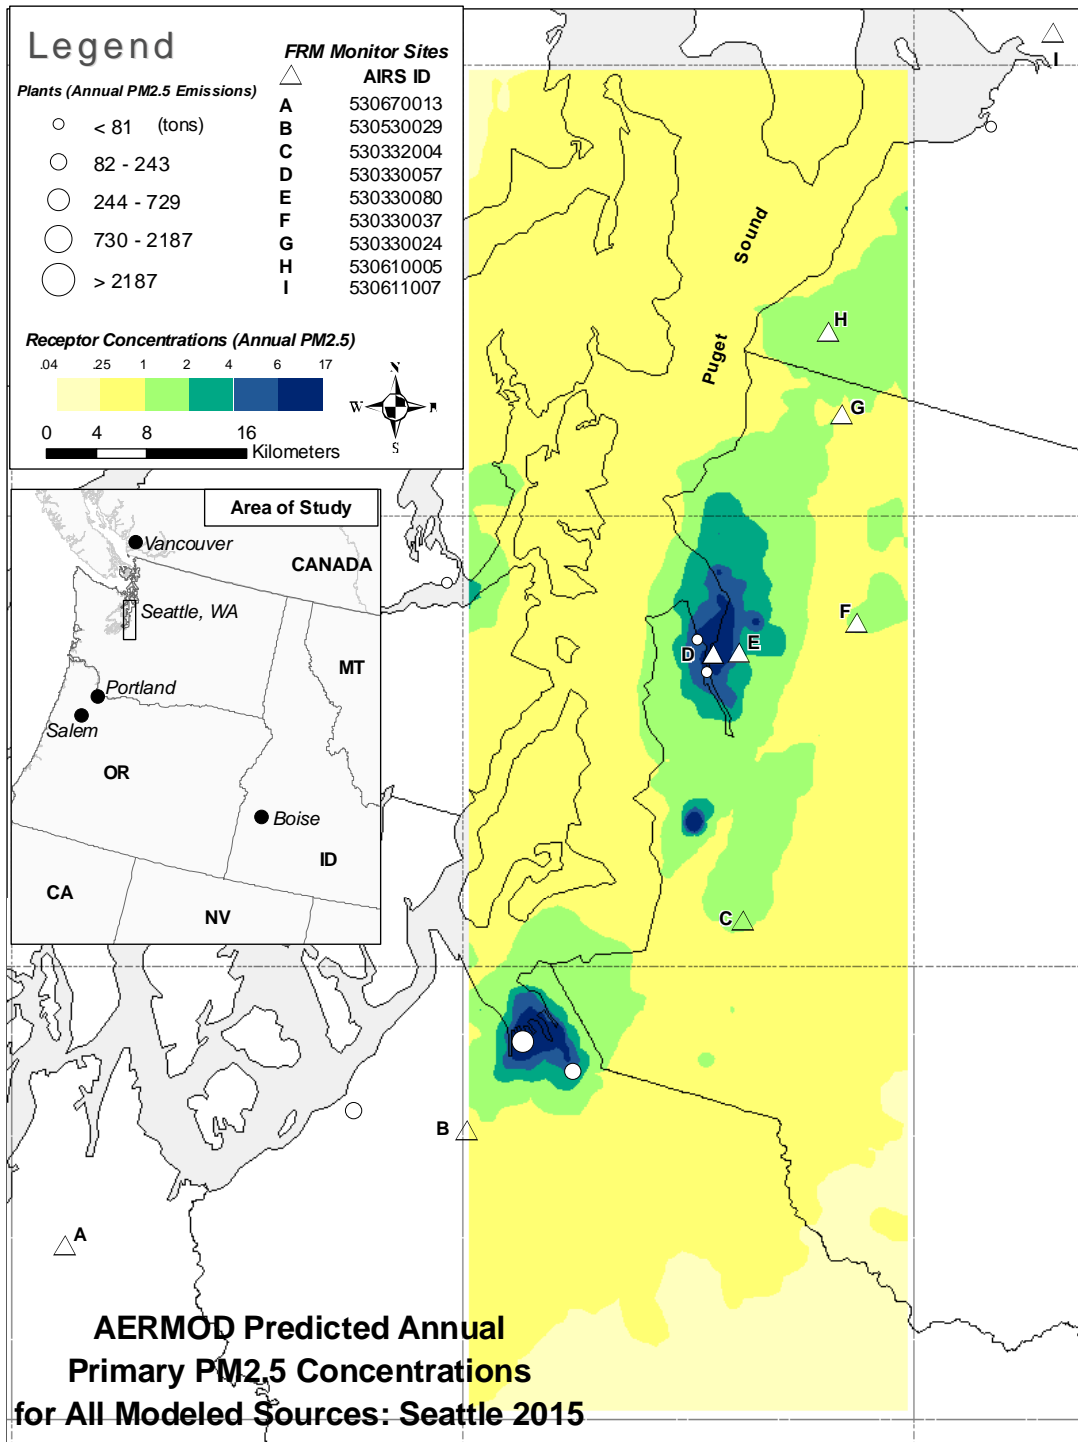 Legend
Plants (Annual PM2.5 Emissions)
< 81 (tons)
82 - 243
244 - 729
730 - 2187
> 2187
FRM Monitor Sites
AIRS ID
A 530670013
B 530530029
C 530332004
D 530330057
E 530330080
F 530330037
G 530330024
H 530610005
I 530611007
Receptor Concentrations (Annual PM2.5)
.04 .25 1 2 4 6 17
N
W E
S
0 4 8 16
Kilometers
Area of Study
Vancouver
CANADA
Seattle, WA
MT
Portland
Salem
OR
Boise
ID
CA
NV
I
Sound
Puget
H
G
F
E
D
C
B
A
AERMOD Predicted Annual
Primary PM2.5 Concentrations
for All Modeled Sources: Seattle 2015